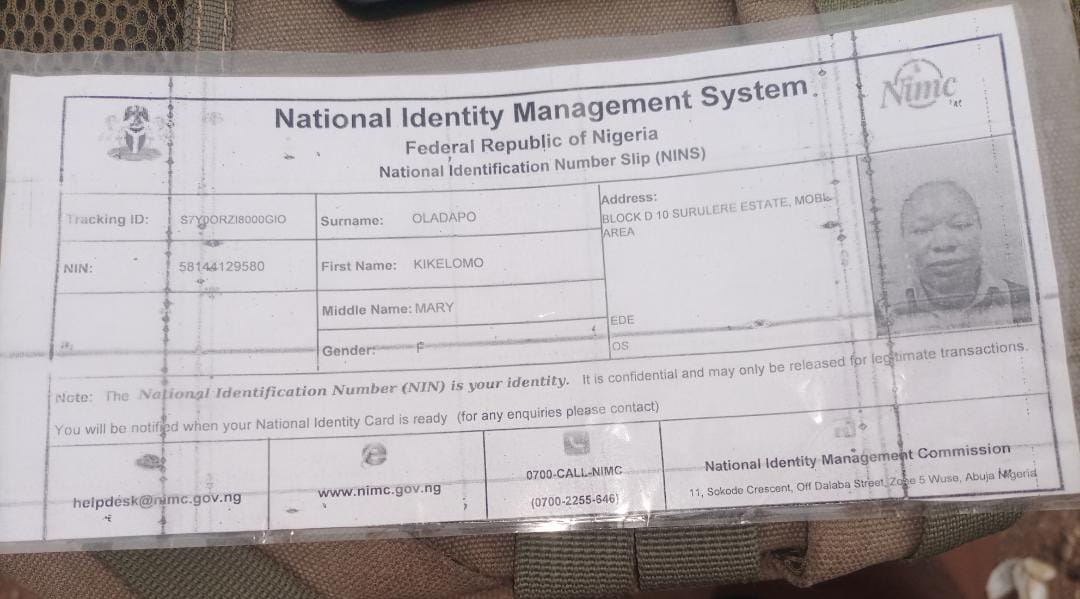 National Identity Management System
Federal Republic of Nigeria
National Identification Number Slip (NINS)
Nimc
Tracking ID: S7Y0ORZI8000GIO
Surname: OLADAPO
Address:
BLOCK D 10 SURULERE ESTATE, MOBIL
AREA
NIN: 58144129580
First Name: KIKELOMO
Middle Name: MARY
EDE
Gender: F
OS
Note: The National Identification Number (NIN) is your identity. It is confidential and may only be released for legitimate transactions.
You will be notified when your National Identity Card is ready (for any enquiries please contact)
helpdesk@nimc.gov.ng
www.nimc.gov.ng
0700-CALL-NIMC
(0700-2255-646)
National Identity Management Commission
11, Sokode Crescent, Off Dalaba Street, Zone 5 Wuse, Abuja Nigeria